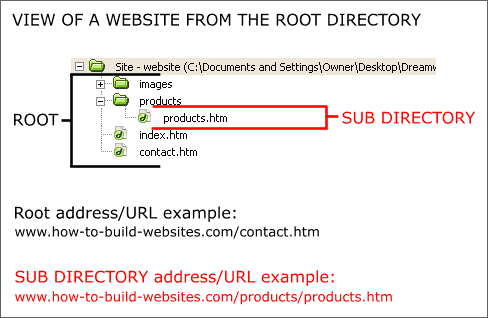 VIEW OF A WEBSITE FROM THE ROOT DIRECTORY
Site - website (C:\Documents and Settings\Owner\Desktop\Dreamw
images
products
products.htm
SUB DIRECTORY
ROOT
index.htm
contact.htm
Root address/URL example:
www.how-to-build-websites.com/contact.htm
SUB DIRECTORY address/URL example:
www.how-to-build-websites.com/products/products.htm